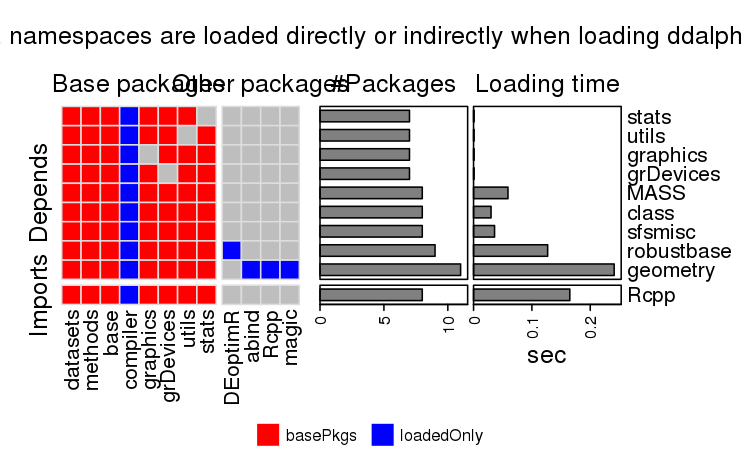 namespaces are loaded directly or indirectly when loading ddalph
Base packages
Other packages
#Packages
Loading time
Depends
Imports
stats
utils
graphics
grDevices
MASS
class
sfsmisc
robustbase
geometry
Rcpp
datasets
methods
base
compiler
graphics
grDevices
utils
stats
DEoptimR
abind
Rcpp
magic
0
5
10
0
0.1
0.2
sec
basePkgs
loadedOnly